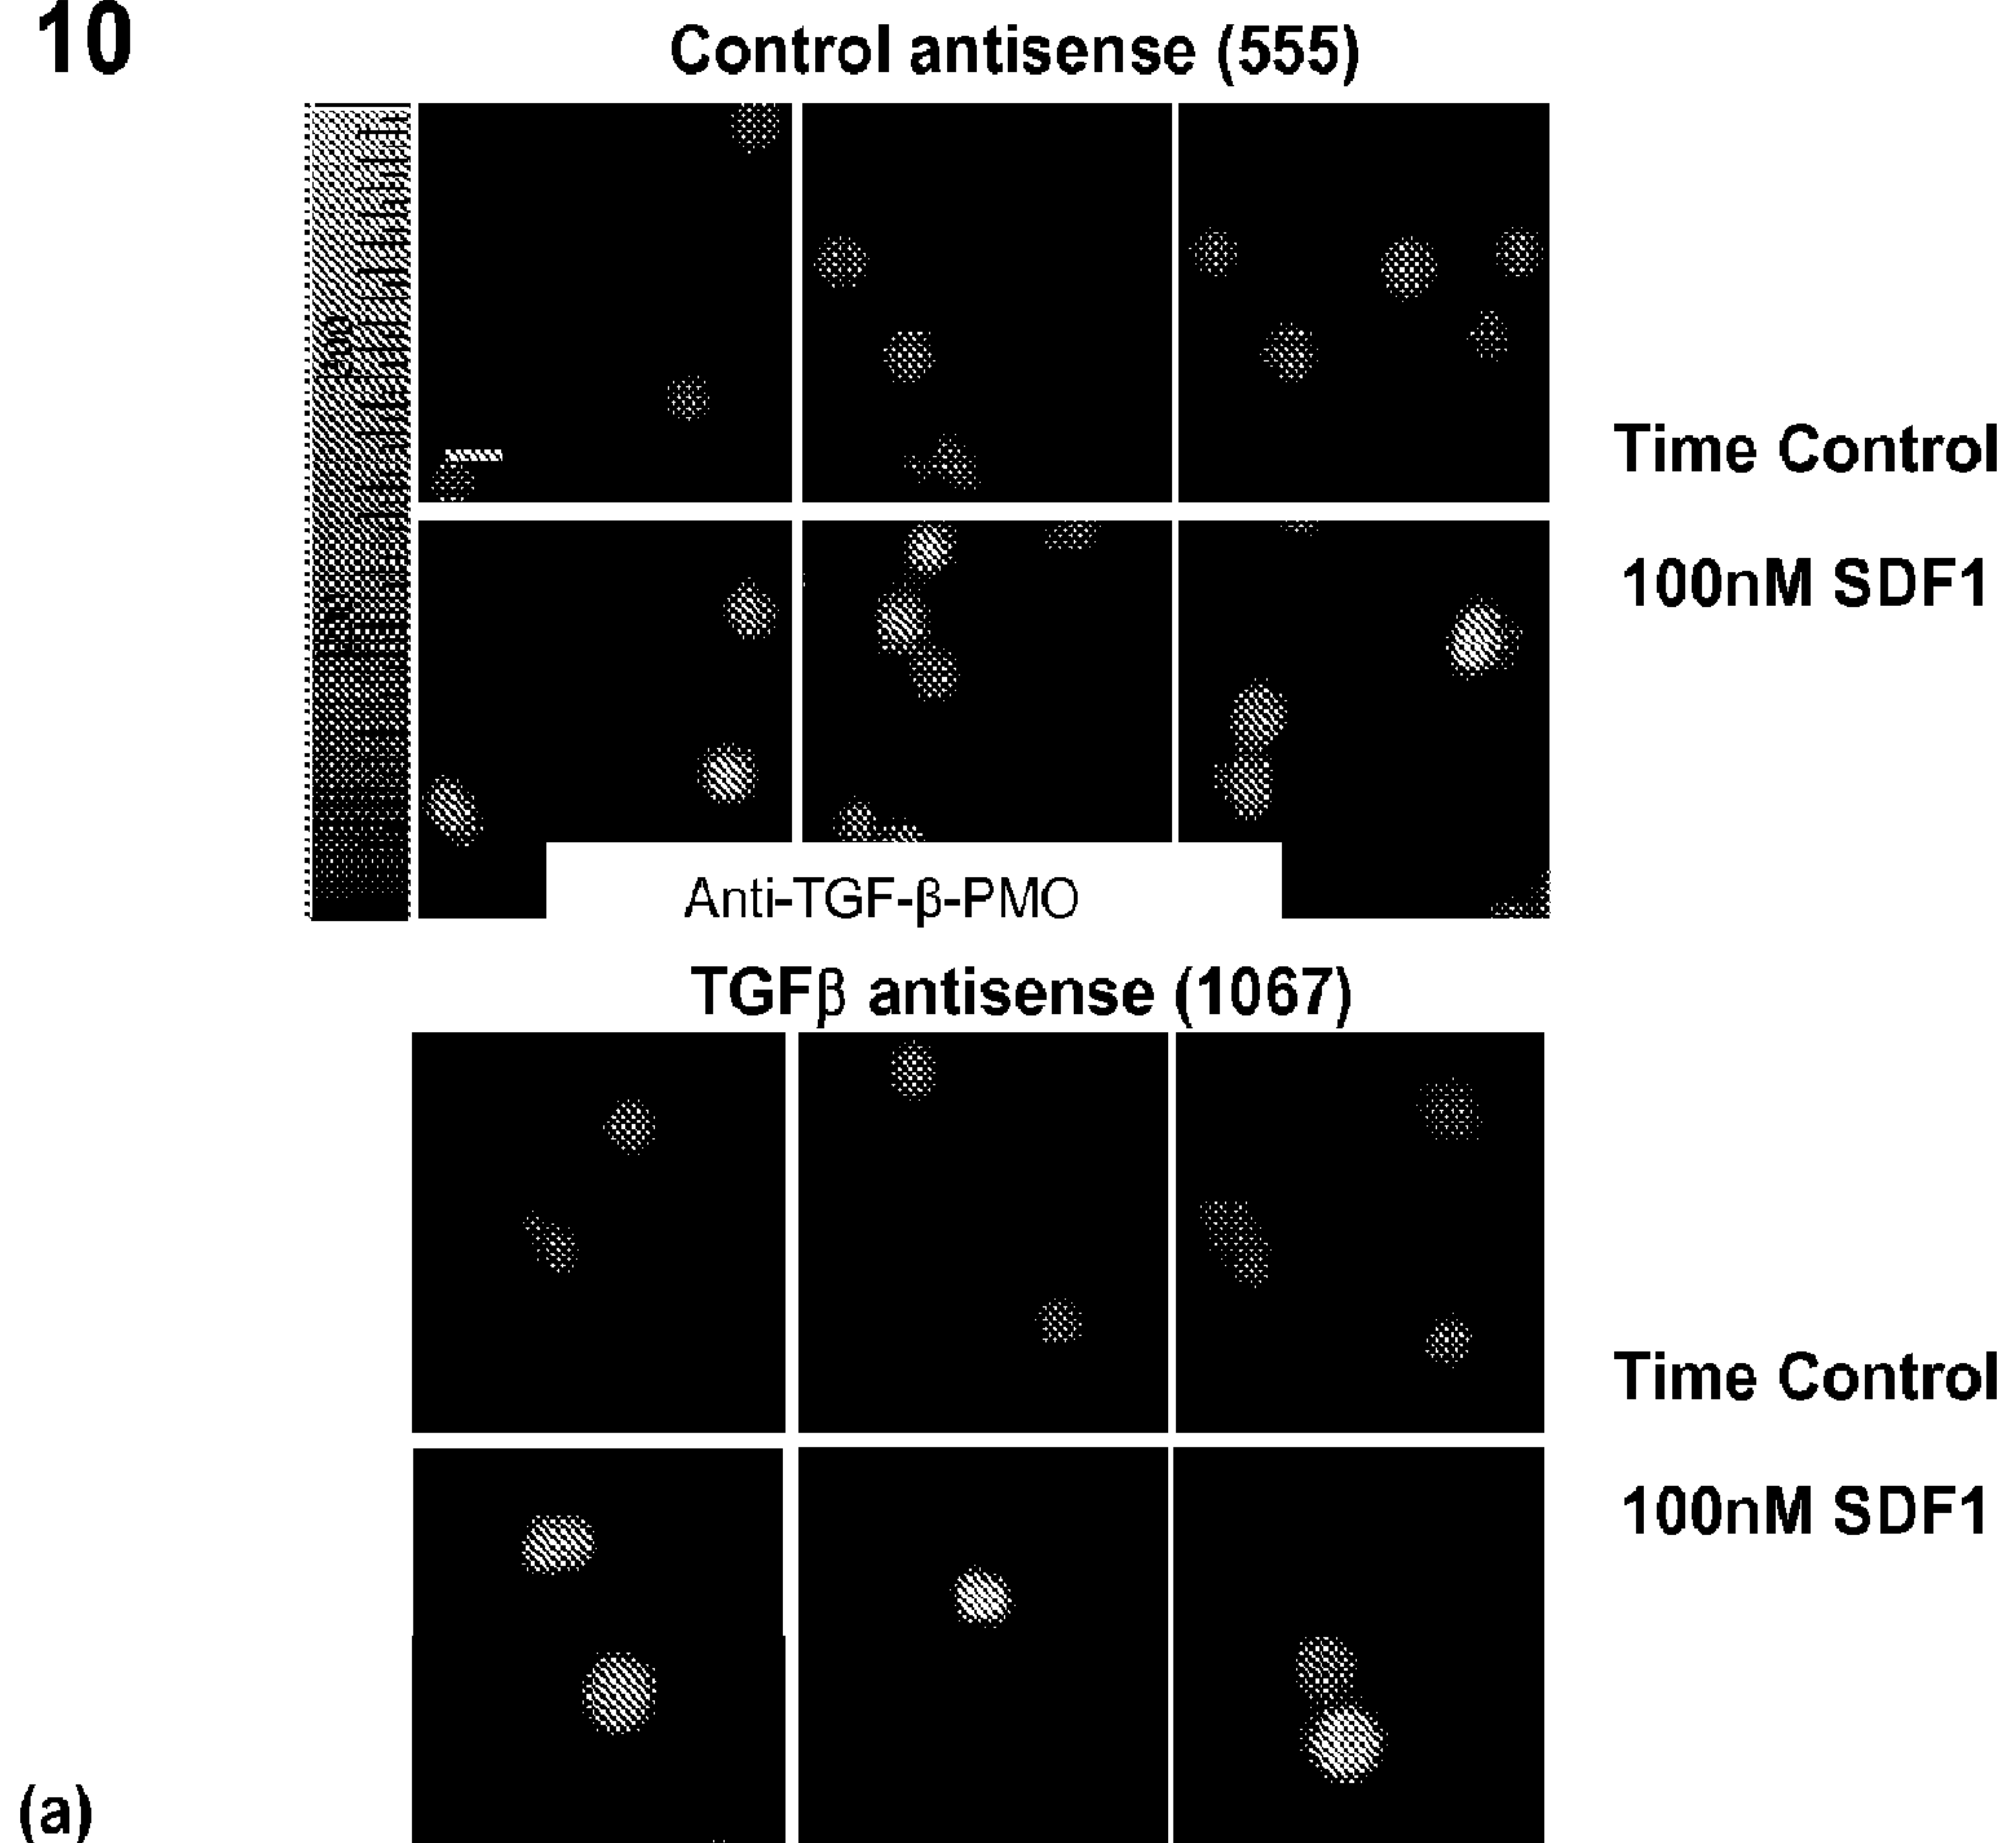 10
Control antisense (555)
Time Control
100nM SDF1
Anti-TGF-β-PMO
TGFβ antisense (1067)
Time Control
100nM SDF1
(a)